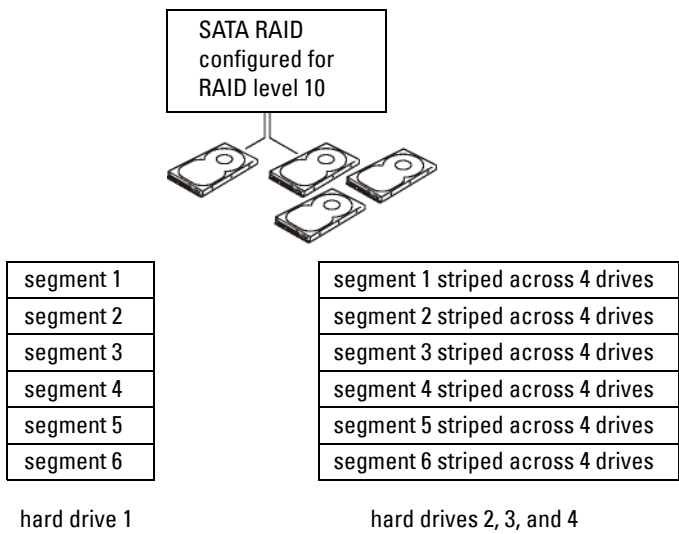 SATA RAID
configured for
RAID level 10
segment 1
segment 2
segment 3
segment 4
segment 5
segment 6
hard drive 1
segment 1 striped across 4 drives
segment 2 striped across 4 drives
segment 3 striped across 4 drives
segment 4 striped across 4 drives
segment 5 striped across 4 drives
segment 6 striped across 4 drives
hard drives 2, 3, and 4